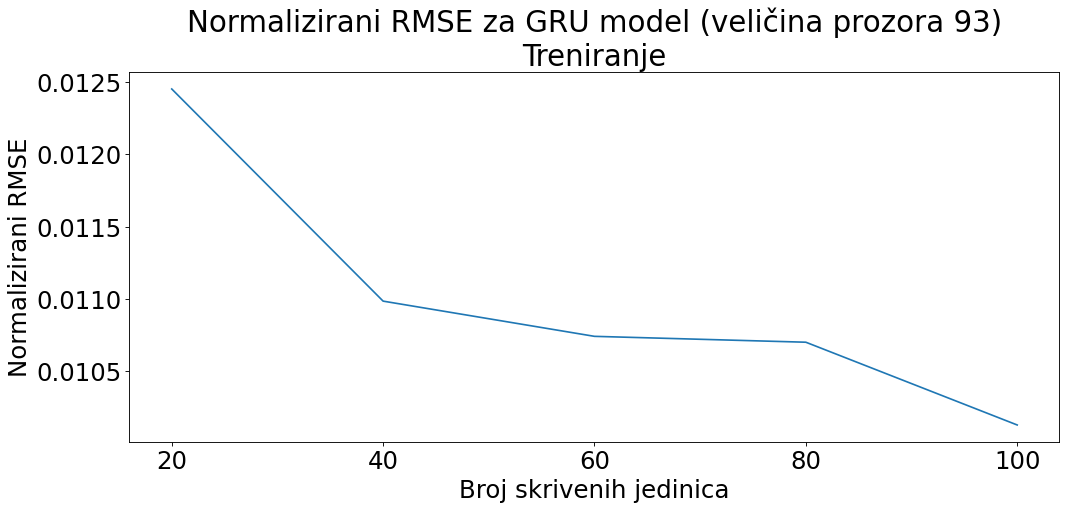 Normalizirani RMSE za GRU model (veličina prozora 93)
Treniranje
Normalizirani RMSE
0.0125
0.0120
0.0115
0.0110
0.0105
20 40 60 80 100
Broj skrivenih jedinica